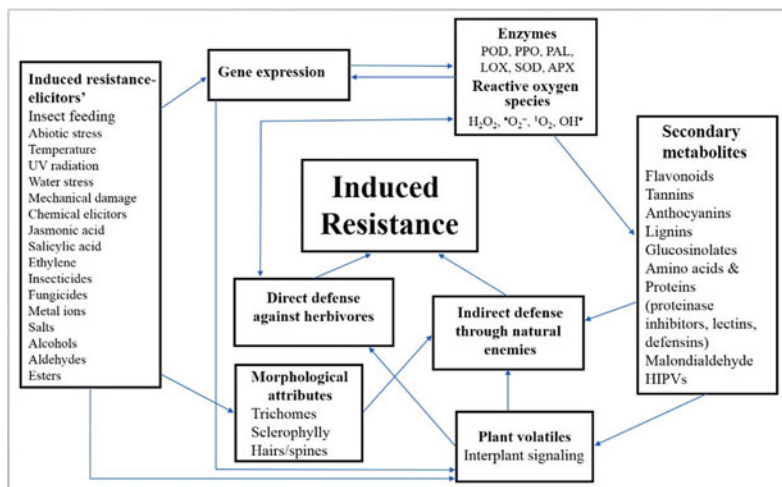 Induced resistance-
elicitors’
Insect feeding
Abiotic stress
Temperature
UV radiation
Water stress
Mechanical damage
Chemical elicitors
Jasmonic acid
Salicylic acid
Ethylene
Insecticides
Fungicides
Metal ions
Salts
Alcohols
Aldehydes
Esters
Gene expression
Enzymes
POD, PPO, PAL,
LOX, SOD, APX
Reactive oxygen
species
H₂O₂, •O₂⁻, ¹O₂, OH•
Secondary
metabolites
Flavonoids
Tannins
Anthocyanins
Lignins
Glucosinolates
Amino acids &
Proteins
(proteinase
inhibitors, lectins,
defensins)
Malondialdehyde
HIPVs
Induced
Resistance
Direct defense
against herbivores
Indirect defense
through natural
enemies
Morphological
attributes
Trichomes
Sclerophylly
Hairs/spines
Plant volatiles
Interplant signaling